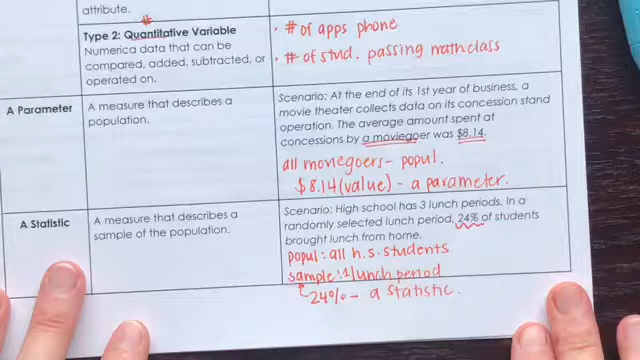 attribute.
#
Type 2: Quantitative Variable
Numerica data that can be
compared, added, subtracted, or
operated on.
• # of apps phone
• # of stud. passing math class
A Parameter
A measure that describes a
population.
Scenario: At the end of its 1st year of business, a
movie theater collects data on its concession stand
operation. The average amount spent at
concessions by a moviegoer was $8.14.
all moviegoers - popul.
$8.14 (value) - a parameter.
A Statistic
A measure that describes a
sample of the population.
Scenario: High school has 3 lunch periods. In a
randomly selected lunch period, 24% of students
brought lunch from home.
popul: all h.s. students
sample: 1 lunch period
24% - a statistic.